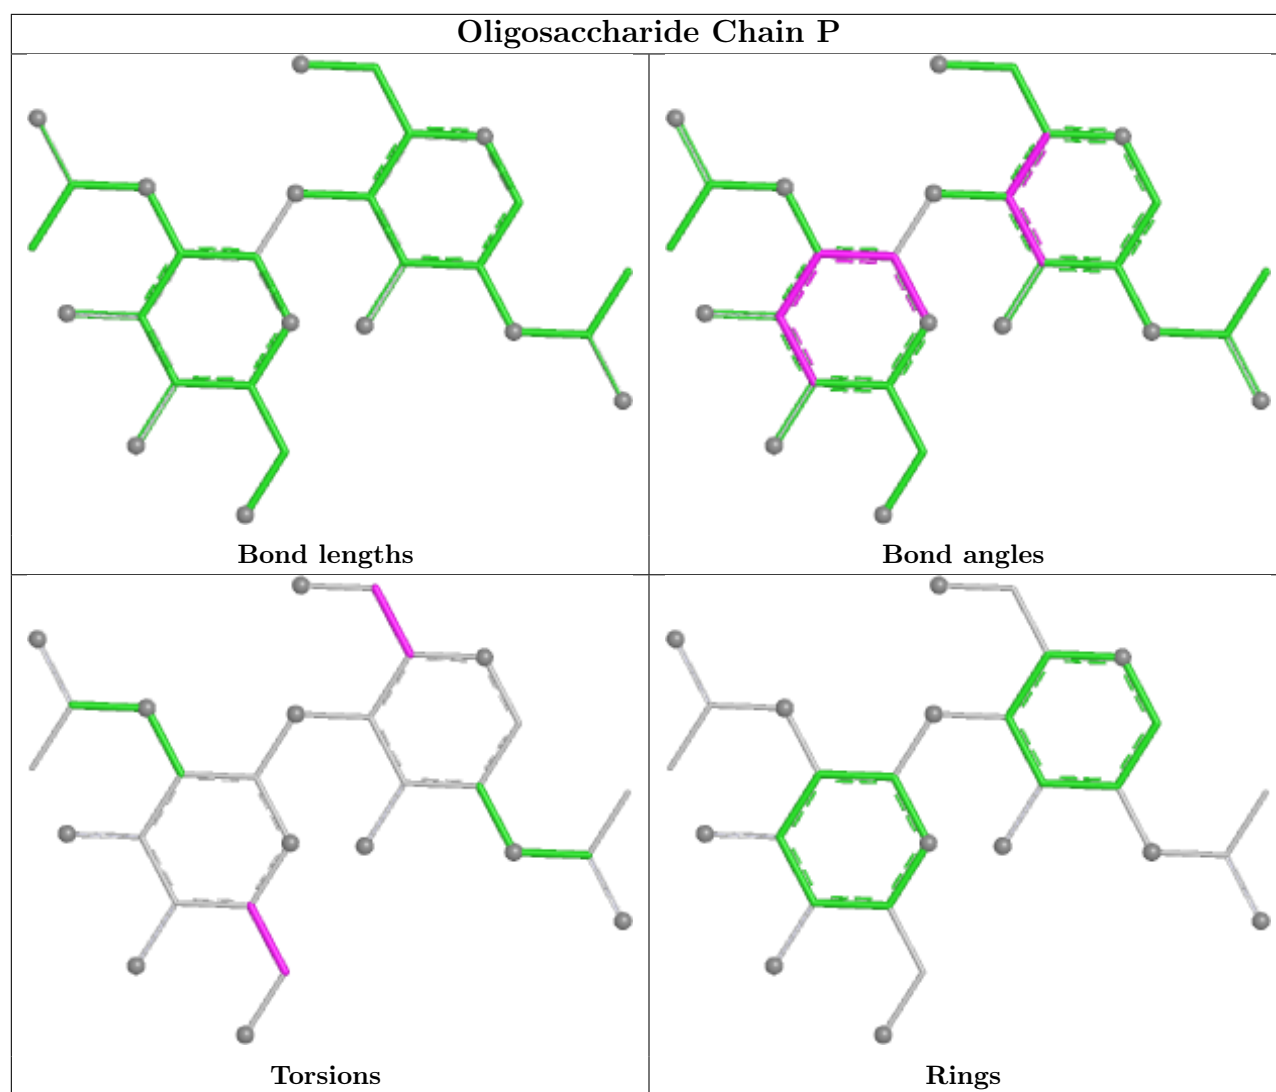 Oligosaccharide Chain P
Bond lengths
Bond angles
Torsions
Rings